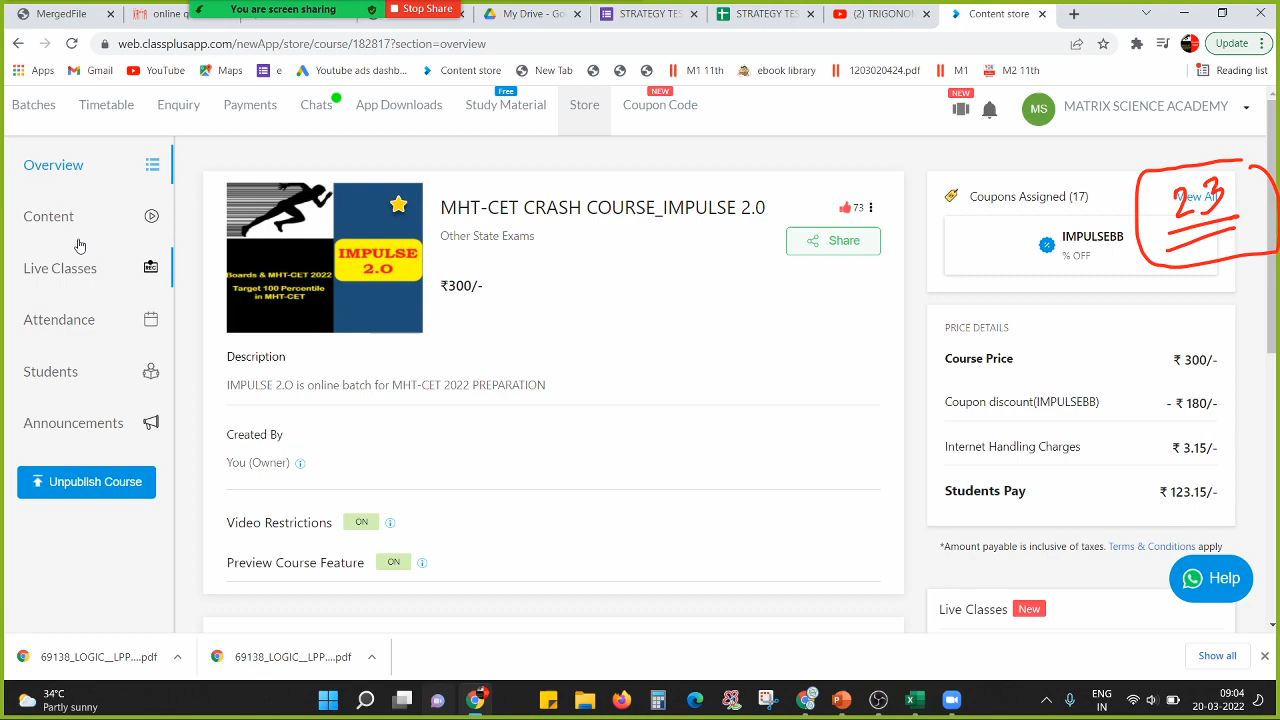 You are screen sharing
Stop Share
MergedFile
online q
My Drive - Go
STRATEGY TES
STRATEGY TES
(2) TRIGONO
Content store
web.classplusapp.com/newApp/store/course/182817?section=overview
Update
Apps
Gmail
YouTube
Maps
e
Youtube ads dashbo...
Content store
New Tab
M1 11th
ebook library
1203020424.pdf
M1
M2 11th
Reading list
Batches
Timetable
Enquiry
Payments
Chats
App Downloads
Free
Study Material
Store
NEW
Coupon Code
NEW
MS
MATRIX SCIENCE ACADEMY
Overview
Content
Live Classes
REC
Attendance
Students
Announcements
Unpublish Course
Boards & MHT-CET 2022
Target 100 Percentile
in MHT-CET
IMPULSE
2.O
MHT-CET CRASH COURSE_IMPULSE 2.0
73
Other State Exams
Share
₹300/-
Description
IMPULSE 2.O is online batch for MHT-CET 2022 PREPARATION
Created By
You (Owner)
Video Restrictions
ON
Preview Course Feature
ON
Coupons Assigned (17)
View All
23
IMPULSEBB
% OFF
PRICE DETAILS
Course Price
₹ 300/-
Coupon discount(IMPULSEBB)
- ₹ 180/-
Internet Handling Charges
₹ 3.15/-
Students Pay
₹ 123.15/-
*Amount payable is inclusive of taxes. Terms & Conditions apply
Help
Live Classes
New
69138_LOGIC__LPP....pdf
69138_LOGIC__LPP....pdf
Show all
34°C
Partly sunny
ENG
IN
09:04
20-03-2022